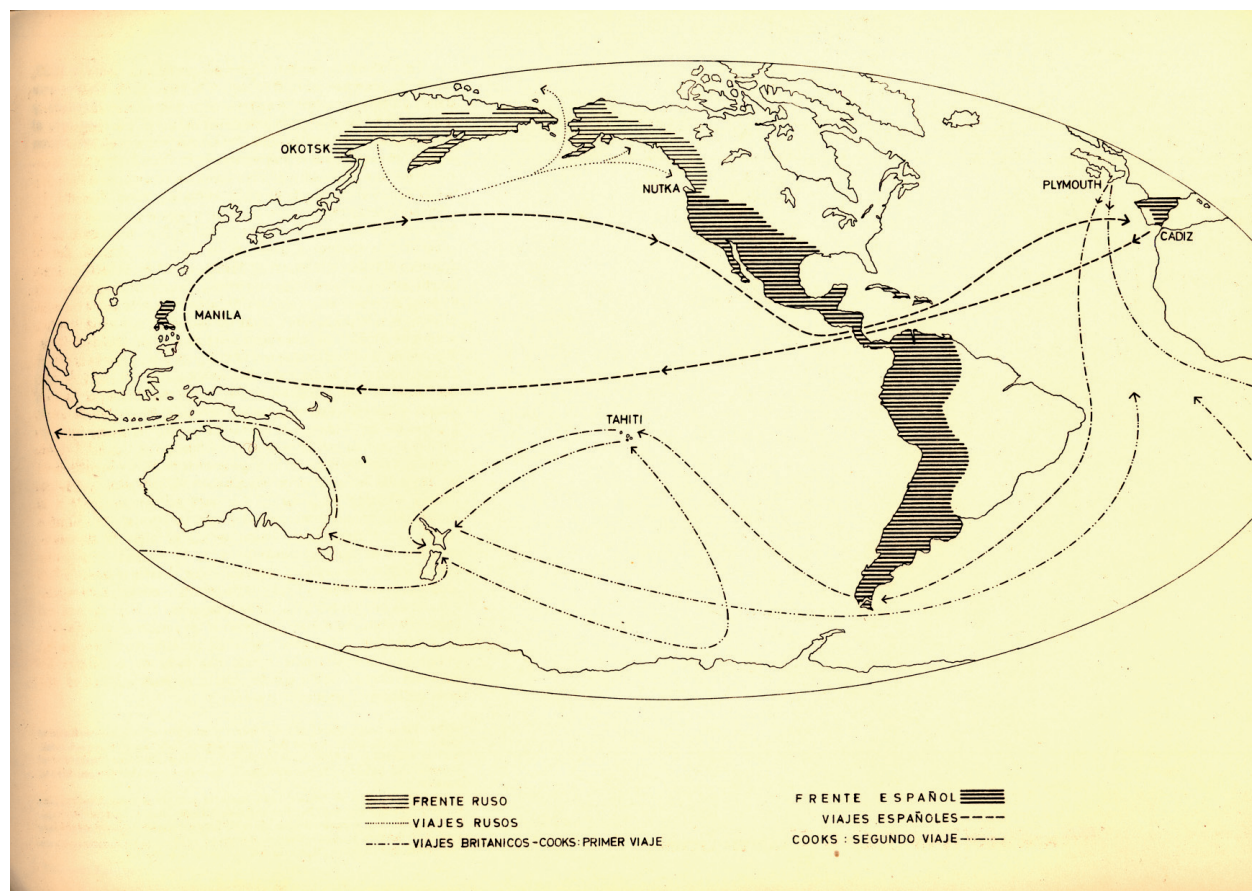 OKOTSK
NUTKA
PLYMOUTH
CADIZ
MANILA
TAHITI
FRENTE RUSO
VIAJES RUSOS
VIAJES BRITANICOS-COOKS: PRIMER VIAJE
FRENTE ESPAÑOL
VIAJES ESPAÑOLES
COOKS : SEGUNDO VIAJE